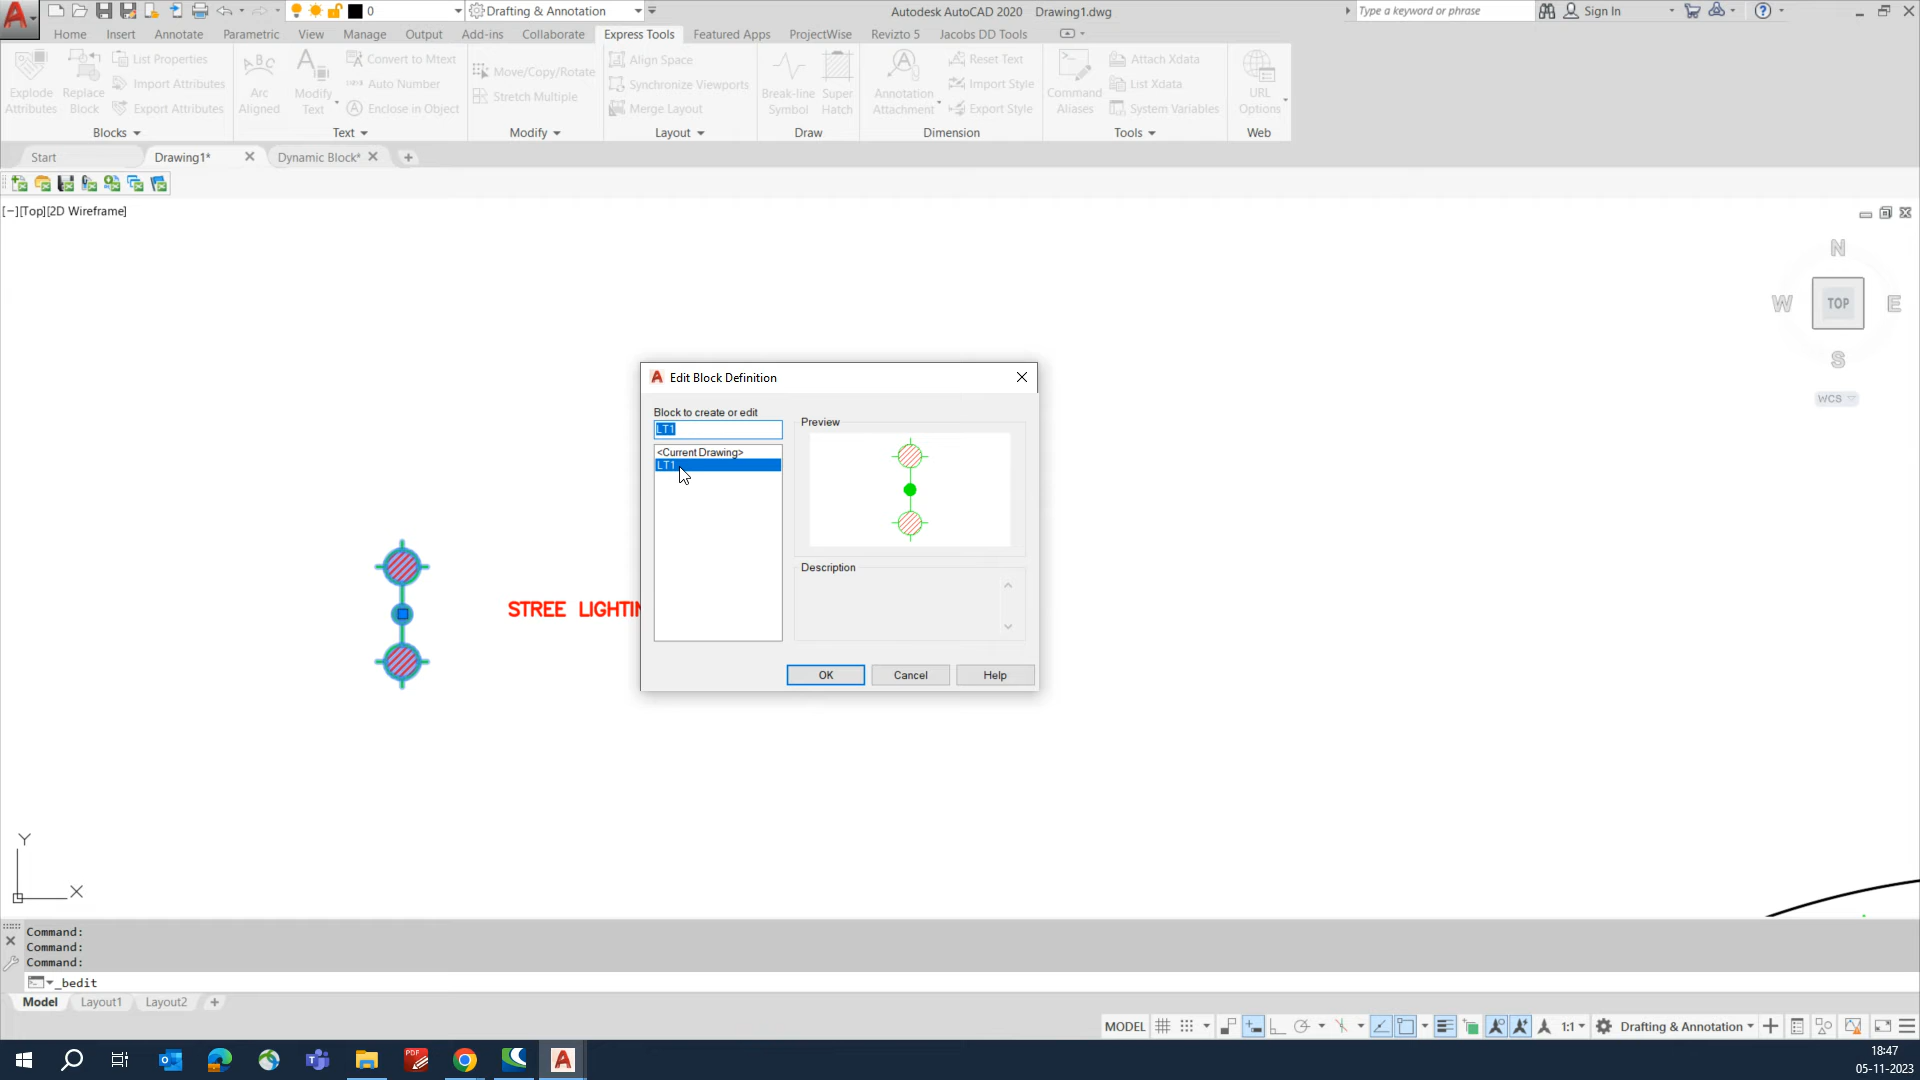 0
Drafting & Annotation
Autodesk AutoCAD 2020 Drawing1.dwg
Type a keyword or phrase
Sign In
Home Insert Annotate Parametric View Manage Output Add-ins Collaborate Express Tools Featured Apps ProjectWise Revizto 5 Jacobs DD Tools
Explode Attributes
Replace Block
List Properties
Import Attributes
Export Attributes
ABC
Arc Aligned
Modify Text
Convert to Mtext
Auto Number
Enclose in Object
Move/Copy/Rotate
Stretch Multiple
Align Space
Synchronize Viewports
Merge Layout
Break-line Symbol
Super Hatch
Annotation Attachment
Reset Text
Import Style
Export Style
Command Aliases
Attach Xdata
List Xdata
System Variables
URL Options
Blocks Text Modify Layout Draw Dimension Tools Web
Start Drawing1* Dynamic Block*
[−][Top][2D Wireframe]
N
W TOP E
S
WCS
Edit Block Definition
Block to create or edit
LT1
<Current Drawing>
LT1
Preview
Description
OK Cancel Help
STREE LIGHTIN
Y
X
Command:
Command:
Command:
_bedit
Model Layout1 Layout2
MODEL 1:1 Drafting & Annotation
PDF
18:47
05-11-2023